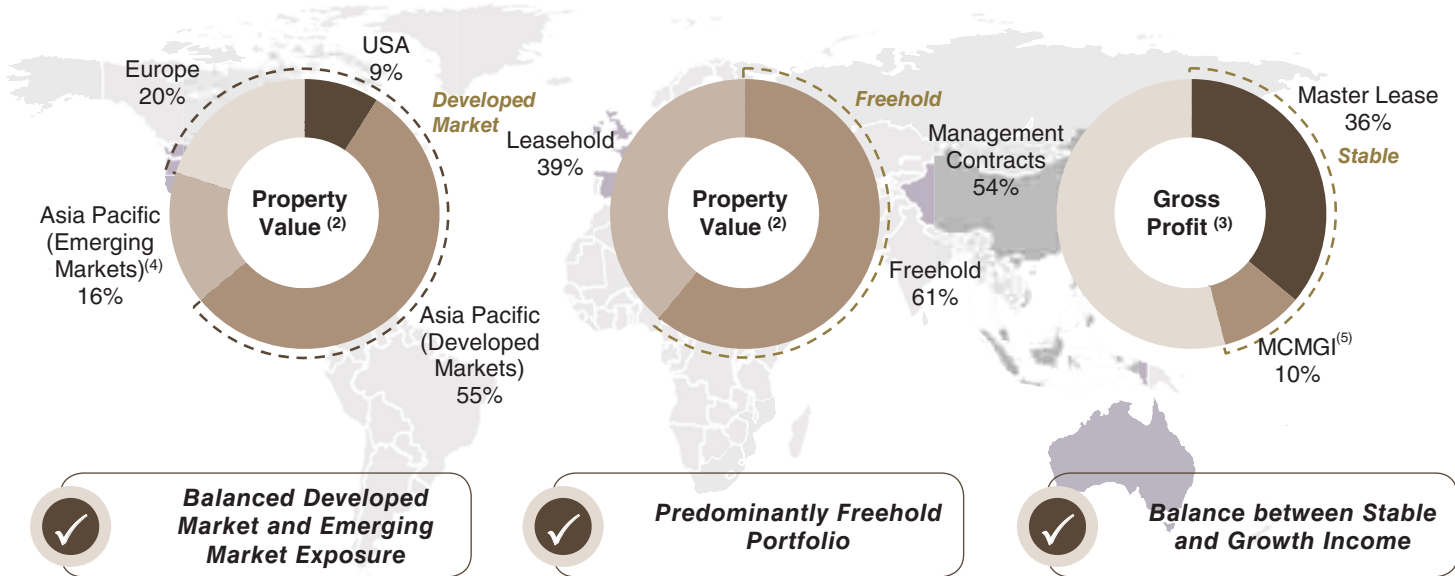 USA
9%
Europe
20%
Developed
Market
Property
Value (2)
Asia Pacific
(Emerging
Markets)(4)
16%
Asia Pacific
(Developed
Markets)
55%
Freehold
Leasehold
39%
Property
Value (2)
Freehold
61%
Master Lease
36%
Stable
Management
Contracts
54%
Gross
Profit (3)
MCMGI(5)
10%
Balanced Developed
Market and Emerging
Market Exposure
Predominantly Freehold
Portfolio
Balance between Stable
and Growth Income